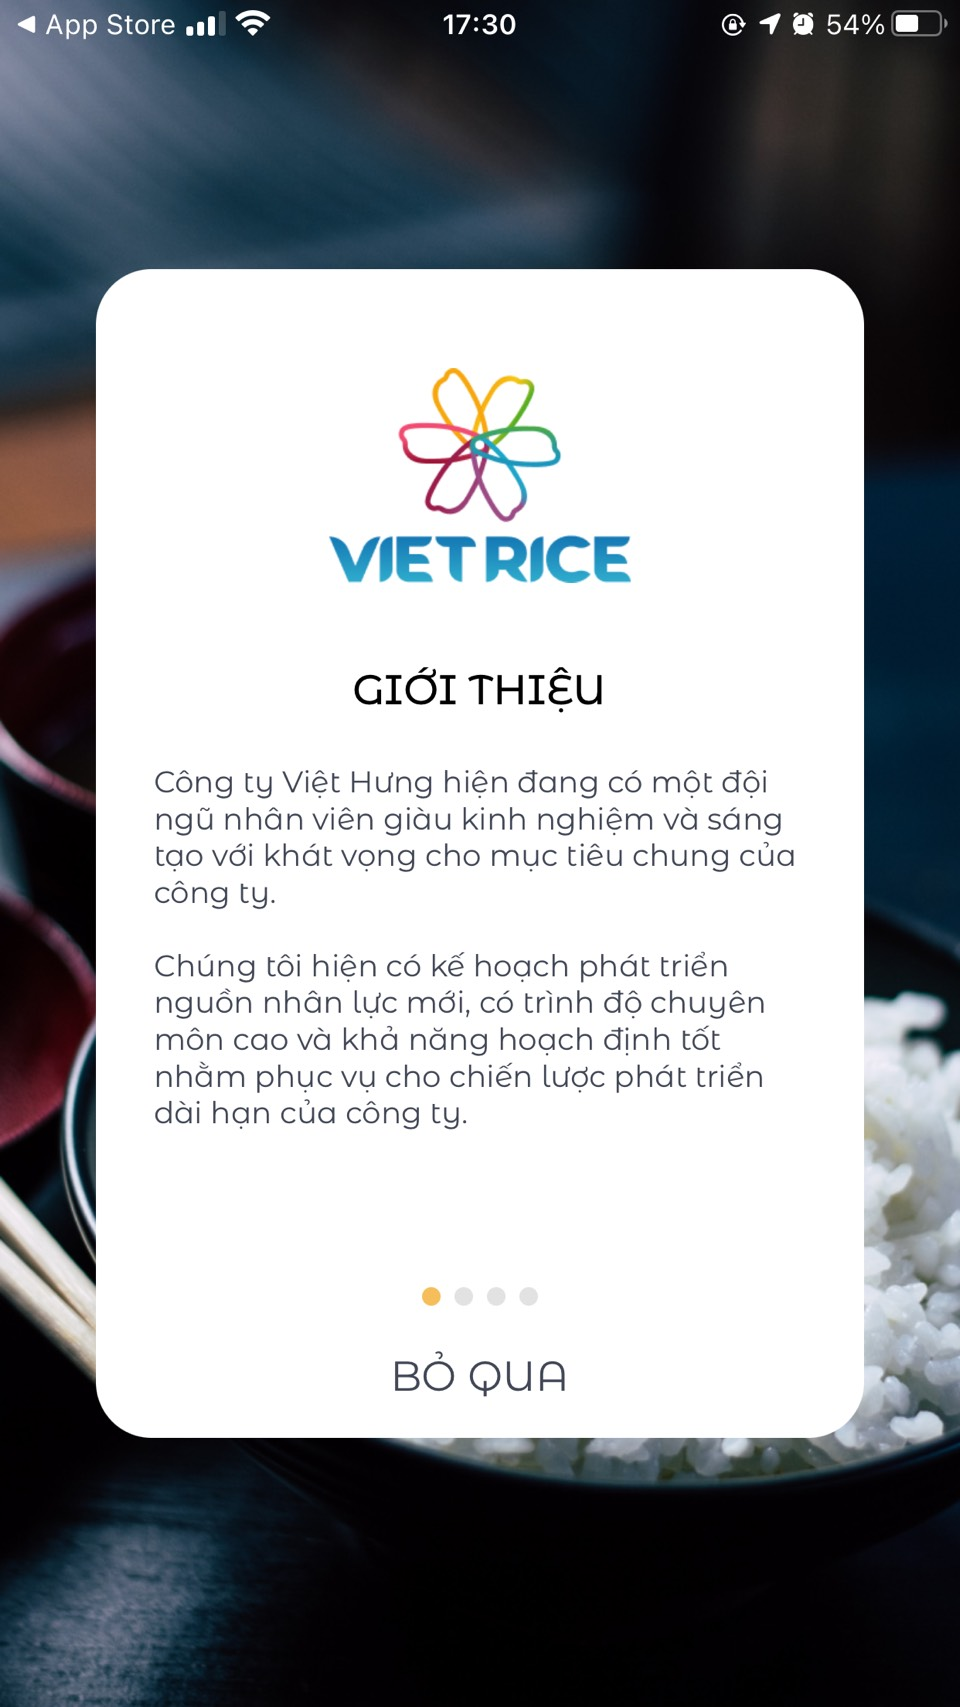 App Store
17:30
54%
VIET RICE
GIỚI THIỆU
Công ty Việt Hưng hiện đang có một đội
ngũ nhân viên giàu kinh nghiệm và sáng
tạo với khát vọng cho mục tiêu chung của
công ty.
Chúng tôi hiện có kế hoạch phát triển
nguồn nhân lực mới, có trình độ chuyên
môn cao và khả năng hoạch định tốt
nhằm phục vụ cho chiến lược phát triển
dài hạn của công ty.
BỎ QUA